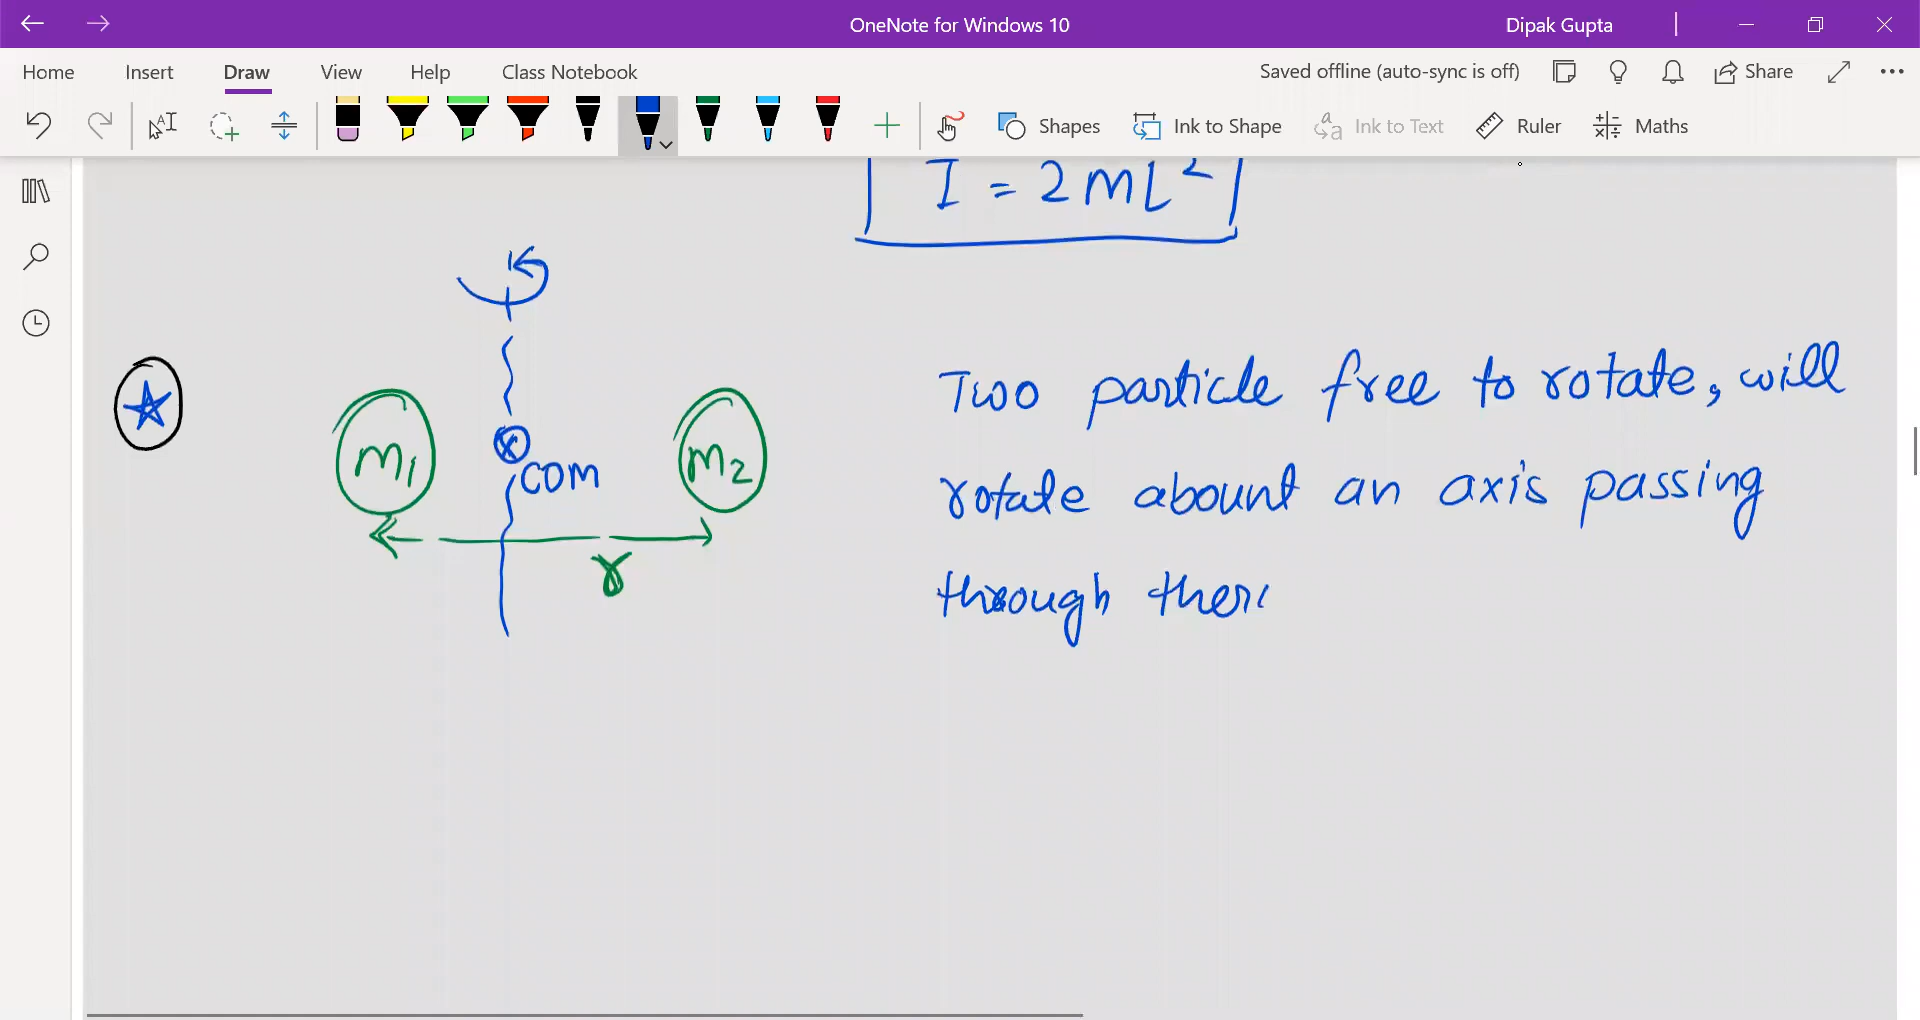 OneNote for Windows 10
Dipak Gupta
Home Insert Draw View Help Class Notebook
Saved offline (auto-sync is off)
Share
Shapes
Ink to Shape
Ink to Text
Ruler
Maths
I = 2mL²
m1
COM
m2
r
Two particle free to rotate, will
rotate abount an axis passing
through their